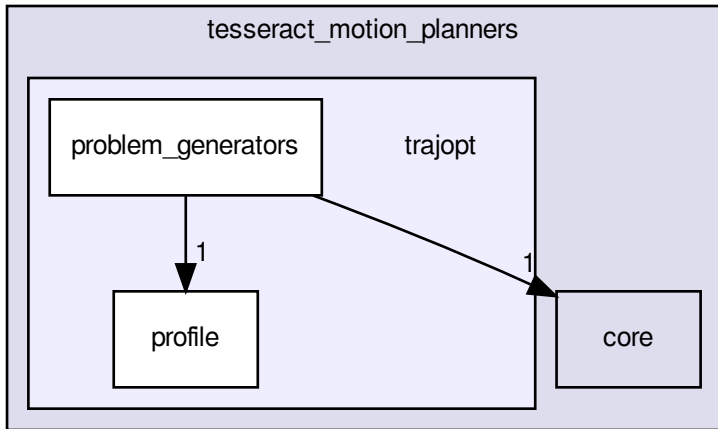 tesseract_motion_planners
problem_generators
trajopt
1
1
profile
core